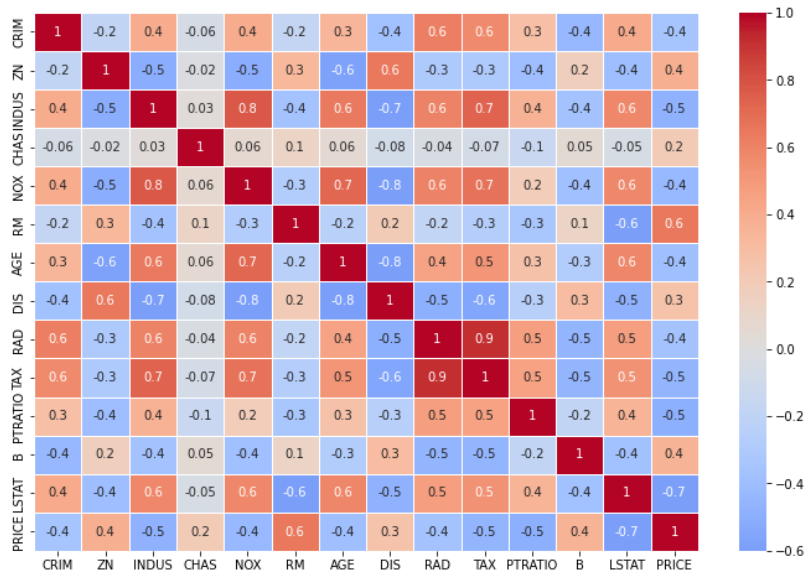 CRIM 1 -0.2 0.4 -0.06 0.4 -0.2 0.3 -0.4 0.6 0.6 0.3 -0.4 0.4 -0.4
ZN -0.2 1 -0.5 -0.02 -0.5 0.3 -0.6 0.6 -0.3 -0.3 -0.4 0.2 -0.4 0.4
INDUS 0.4 -0.5 1 0.03 0.8 -0.4 0.6 -0.7 0.6 0.7 0.4 -0.4 0.6 -0.5
CHAS -0.06 -0.02 0.03 1 0.06 0.1 0.06 -0.08 -0.04 -0.07 -0.1 0.05 -0.05 0.2
NOX 0.4 -0.5 0.8 0.06 1 -0.3 0.7 -0.8 0.6 0.7 0.2 -0.4 0.6 -0.4
RM -0.2 0.3 -0.4 0.1 -0.3 1 -0.2 0.2 -0.2 -0.3 -0.3 0.1 -0.6 0.6
AGE 0.3 -0.6 0.6 0.06 0.7 -0.2 1 -0.8 0.4 0.5 0.3 -0.3 0.6 -0.4
DIS -0.4 0.6 -0.7 -0.08 -0.8 0.2 -0.8 1 -0.5 -0.6 -0.3 0.3 -0.5 0.3
RAD 0.6 -0.3 0.6 -0.04 0.6 -0.2 0.4 -0.5 1 0.9 0.5 -0.5 0.5 -0.4
TAX 0.6 -0.3 0.7 -0.07 0.7 -0.3 0.5 -0.6 0.9 1 0.5 -0.5 0.5 -0.5
PTRATIO 0.3 -0.4 0.4 -0.1 0.2 -0.3 0.3 -0.3 0.5 0.5 1 -0.2 0.4 -0.5
B -0.4 0.2 -0.4 0.05 -0.4 0.1 -0.3 0.3 -0.5 -0.5 -0.2 1 -0.4 0.4
LSTAT 0.4 -0.4 0.6 -0.05 0.6 -0.6 0.6 -0.5 0.5 0.5 0.4 -0.4 1 -0.7
PRICE -0.4 0.4 -0.5 0.2 -0.4 0.6 -0.4 0.3 -0.4 -0.5 -0.5 0.4 -0.7 1
CRIM ZN INDUS CHAS NOX RM AGE DIS RAD TAX PTRATIO B LSTAT PRICE
1.0
0.8
0.6
0.4
0.2
0.0
−0.2
−0.4
−0.6